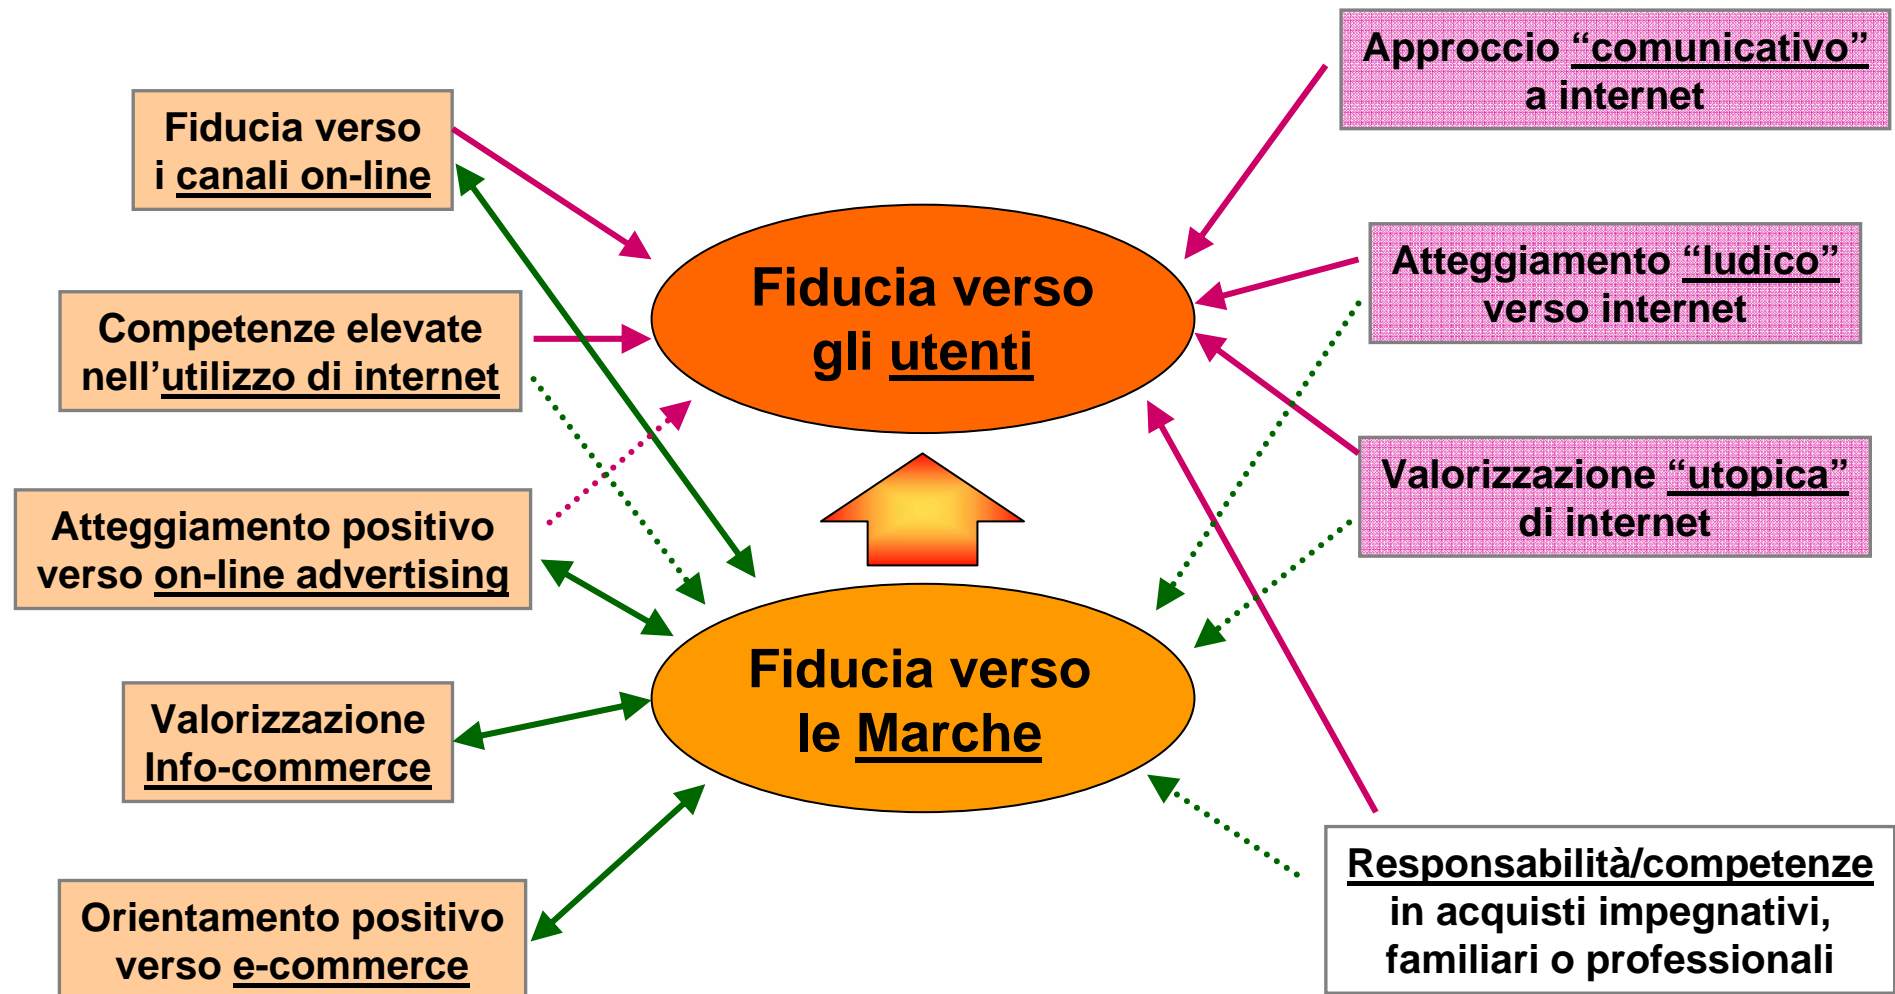 Approccio “comunicativo”
a internet
Fiducia verso
i canali on-line
Atteggiamento “ludico”
verso internet
Fiducia verso
gli utenti
Competenze elevate
nell’utilizzo di internet
Valorizzazione “utopica”
di internet
Atteggiamento positivo
verso on-line advertising
Fiducia verso
le Marche
Valorizzazione
Info-commerce
Responsabilità/competenze
in acquisti impegnativi,
familiari o professionali
Orientamento positivo
verso e-commerce